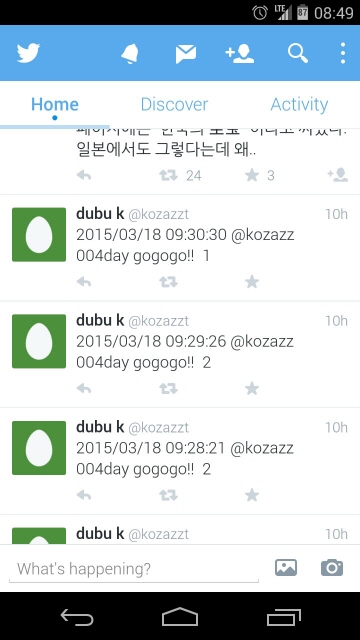 LTE 87 08:49
Home Discover Activity
일본에서도 그렇다는데 왜..
24 3
dubu k @kozazzt 10h
2015/03/18 09:30:30 @kozazz
004day gogogo!! 1
dubu k @kozazzt 10h
2015/03/18 09:29:26 @kozazz
004day gogogo!! 2
dubu k @kozazzt 10h
2015/03/18 09:28:21 @kozazz
004day gogogo!! 2
dubu k @kozazzt 10h
What's happening?